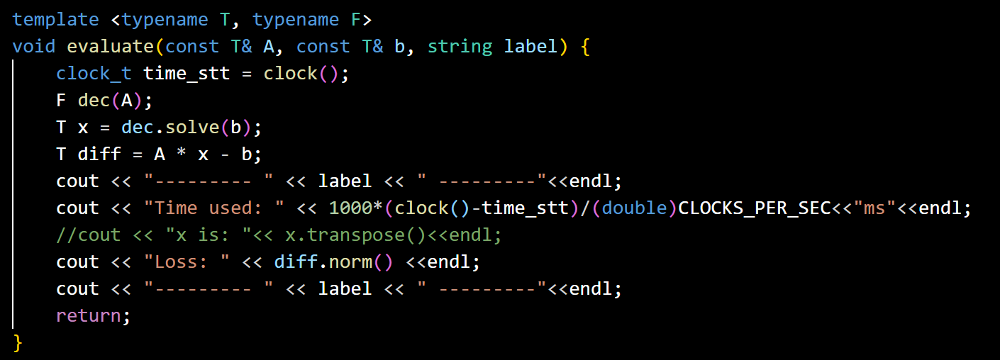 template <typename T, typename F>
void evaluate(const T& A, const T& b, string label) {
    clock_t time_stt = clock();
    F dec(A);
    T x = dec.solve(b);
    T diff = A * x - b;
    cout << "--------- " << label << " ---------"<<endl;
    cout << "Time used: " << 1000*(clock()-time_stt)/(double)CLOCKS_PER_SEC<<"ms"<<endl;
    //cout << "x is: "<< x.transpose()<<endl;
    cout << "Loss: " << diff.norm() <<endl;
    cout << "--------- " << label << " ---------"<<endl;
    return;
}